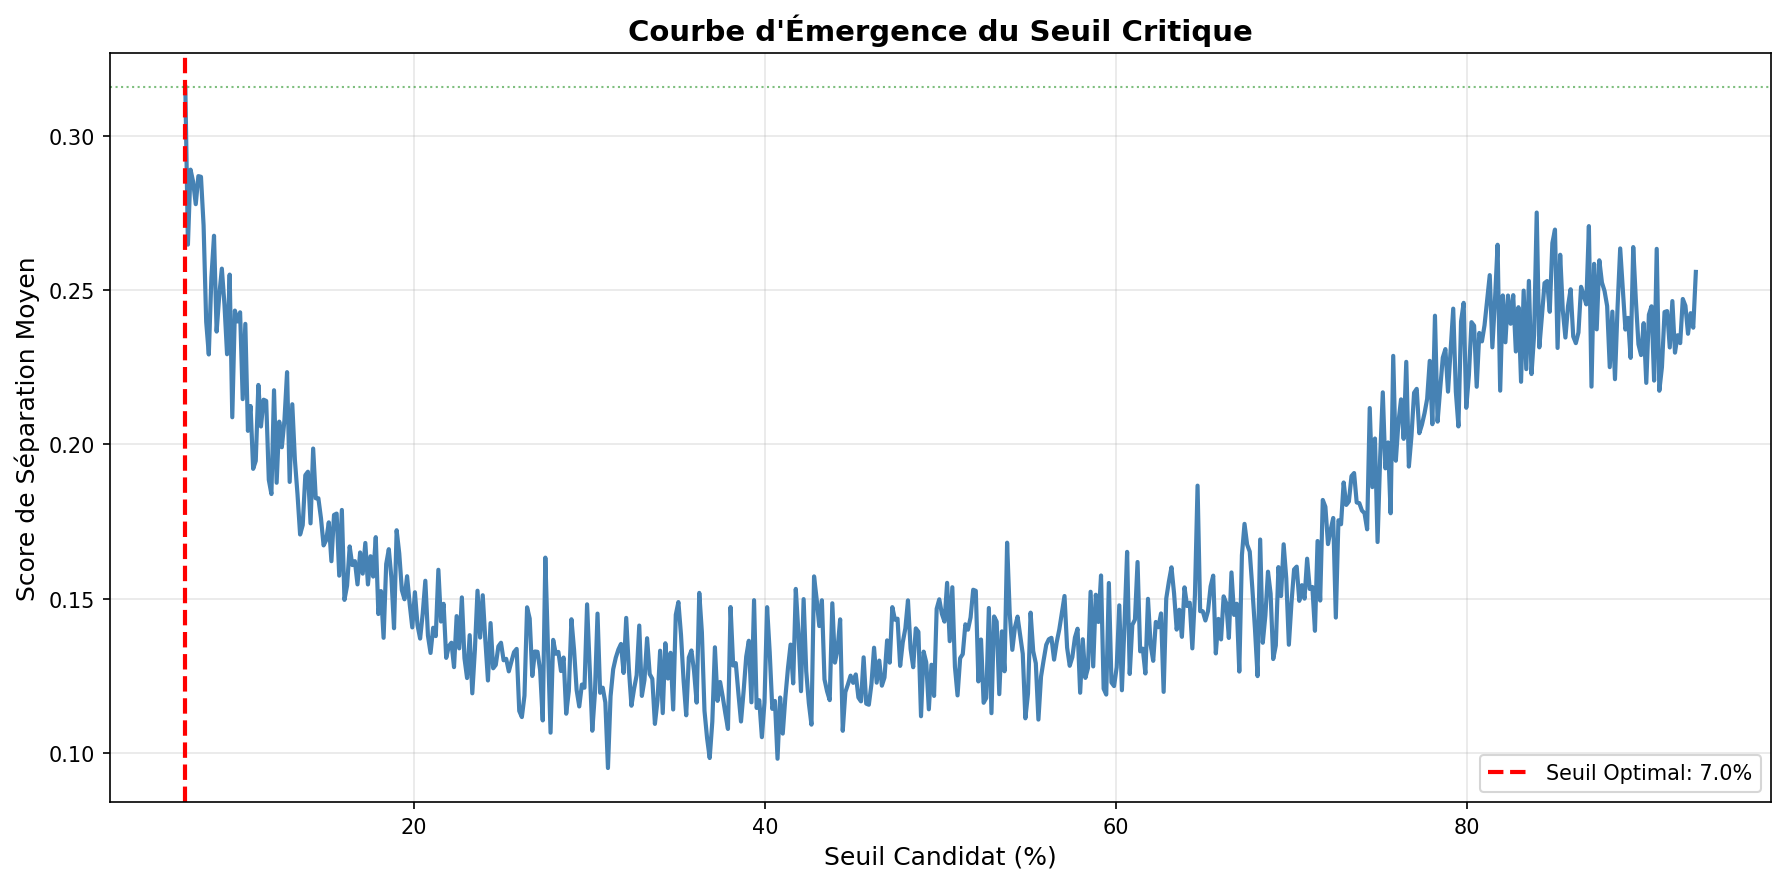 Courbe d'Émergence du Seuil Critique
Score de Séparation Moyen
0.30
0.25
0.20
0.15
0.10
20 40 60 80
Seuil Candidat (%)
Seuil Optimal: 7.0%